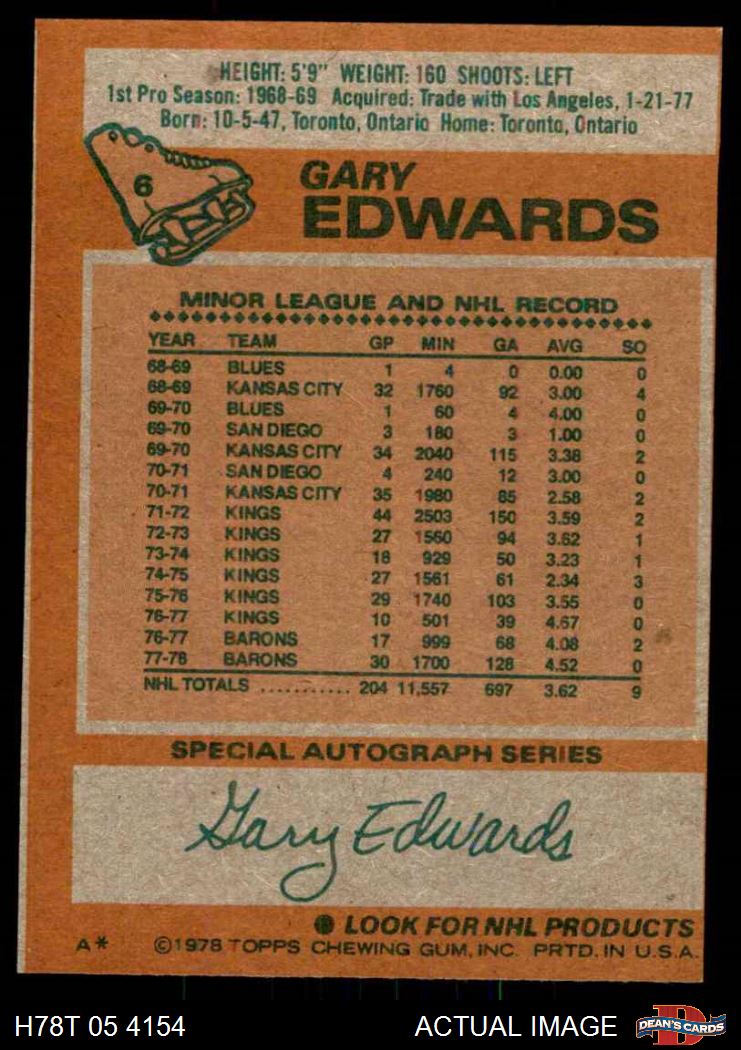 HEIGHT: 5'9" WEIGHT: 160 SHOOTS: LEFT
1st Pro Season: 1968-69 Acquired: Trade with Los Angeles, 1-21-77
Born: 10-5-47, Toronto, Ontario Home: Toronto, Ontario
6
GARY
EDWARDS
MINOR LEAGUE AND NHL RECORD
YEAR TEAM GP MIN GA AVG SO
68-69 BLUES 1 4 0 0.00 0
68-69 KANSAS CITY 32 1760 92 3.00 4
69-70 BLUES 1 60 4 4.00 0
69-70 SAN DIEGO 3 180 3 1.00 0
69-70 KANSAS CITY 34 2040 115 3.38 2
70-71 SAN DIEGO 4 240 12 3.00 0
70-71 KANSAS CITY 35 1980 85 2.58 2
71-72 KINGS 44 2503 150 3.59 2
72-73 KINGS 27 1560 94 3.62 1
73-74 KINGS 18 929 50 3.23 1
74-75 KINGS 27 1561 61 2.34 3
75-76 KINGS 29 1740 103 3.55 0
76-77 KINGS 10 501 39 4.67 0
76-77 BARONS 17 999 68 4.08 2
77-78 BARONS 30 1700 128 4.52 0
NHL TOTALS ........... 204 11,557 697 3.62 9
SPECIAL AUTOGRAPH SERIES
Gary Edwards
LOOK FOR NHL PRODUCTS
A* ©1978 TOPPS CHEWING GUM, INC. PRTD. IN U.S.A.
H78T 05 4154 ACTUAL IMAGE DEAN'S CARDS